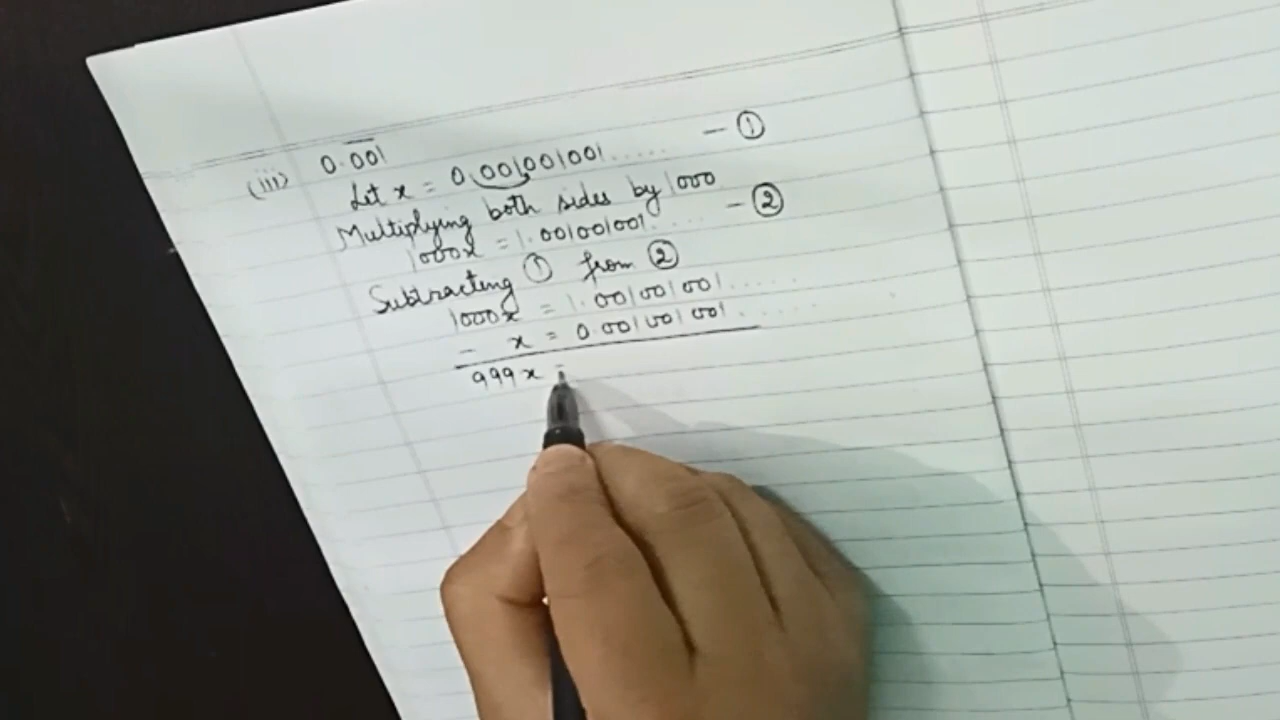 (iii) 0.001̅
Let x = 0.001001001..... — ①
Multiplying both sides by 1000
1000x = 1.001001001.... — ②
Subtracting ① from ②
1000x = 1.001001001.....
- x = 0.001001001.....
999x =